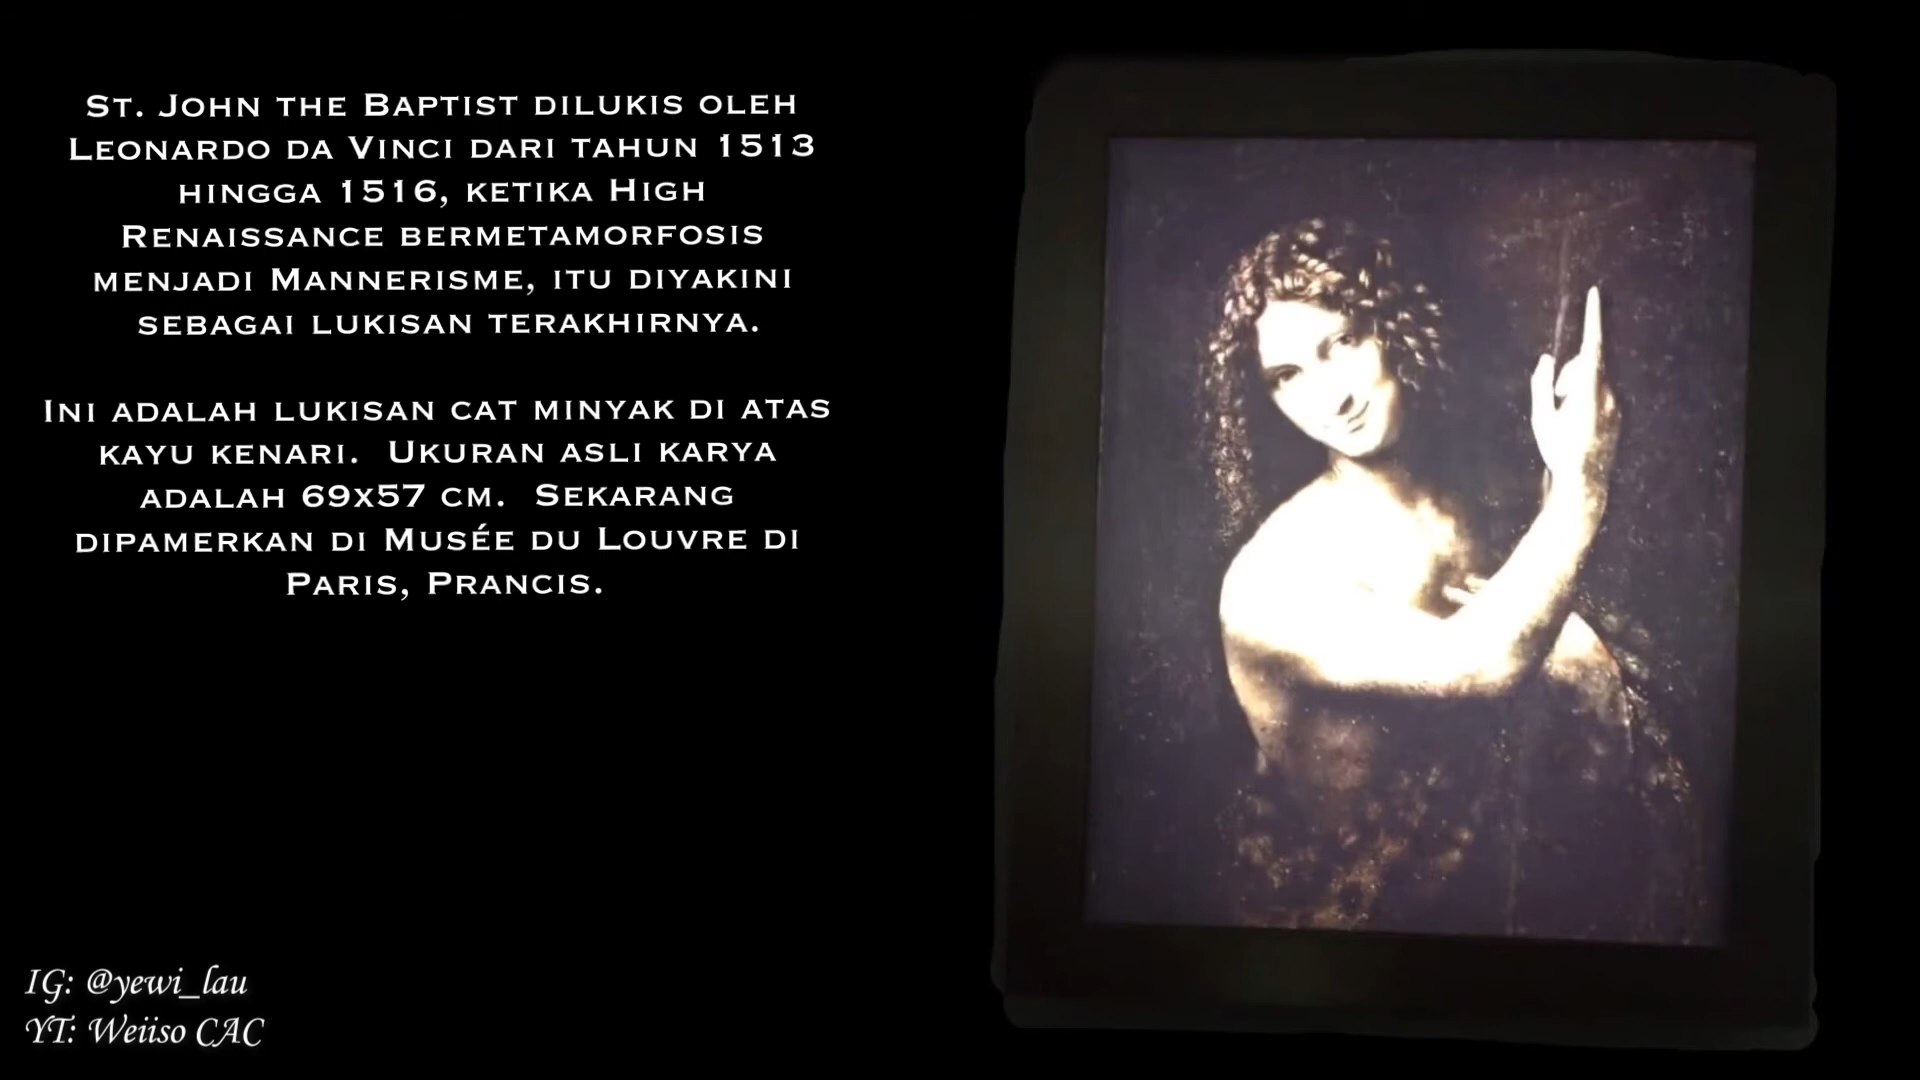 St. John the Baptist dilukis oleh
Leonardo da Vinci dari tahun 1513
hingga 1516, ketika High
Renaissance bermetamorfosis
menjadi Mannerisme, itu diyakini
sebagai lukisan terakhirnya.
Ini adalah lukisan cat minyak di atas
kayu kenari. Ukuran asli karya
adalah 69x57 cm. Sekarang
dipamerkan di Musée du Louvre di
Paris, Prancis.
IG: @yewi_lau
YT: Weiiso CAC